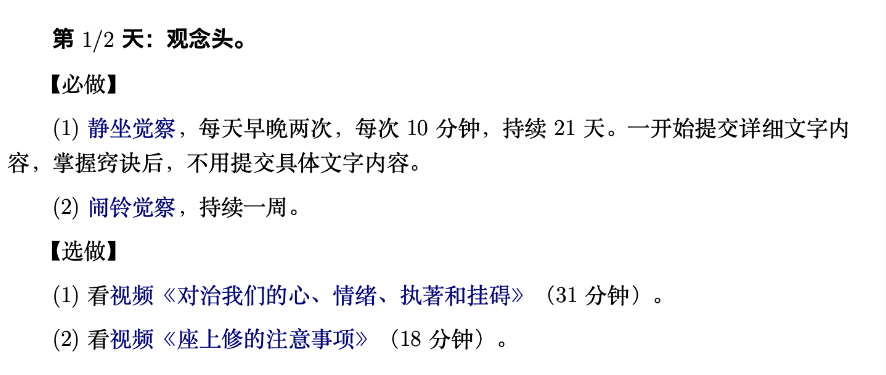 第 1/2 天：观念头。
【必做】
(1) 静坐觉察，每天早晚两次，每次 10 分钟，持续 21 天。一开始提交详细文字内
容，掌握窍诀后，不用提交具体文字内容。
(2) 闹铃觉察，持续一周。
【选做】
(1) 看视频《对治我们的心、情绪、执著和挂碍》（31 分钟）。
(2) 看视频《座上修的注意事项》（18 分钟）。